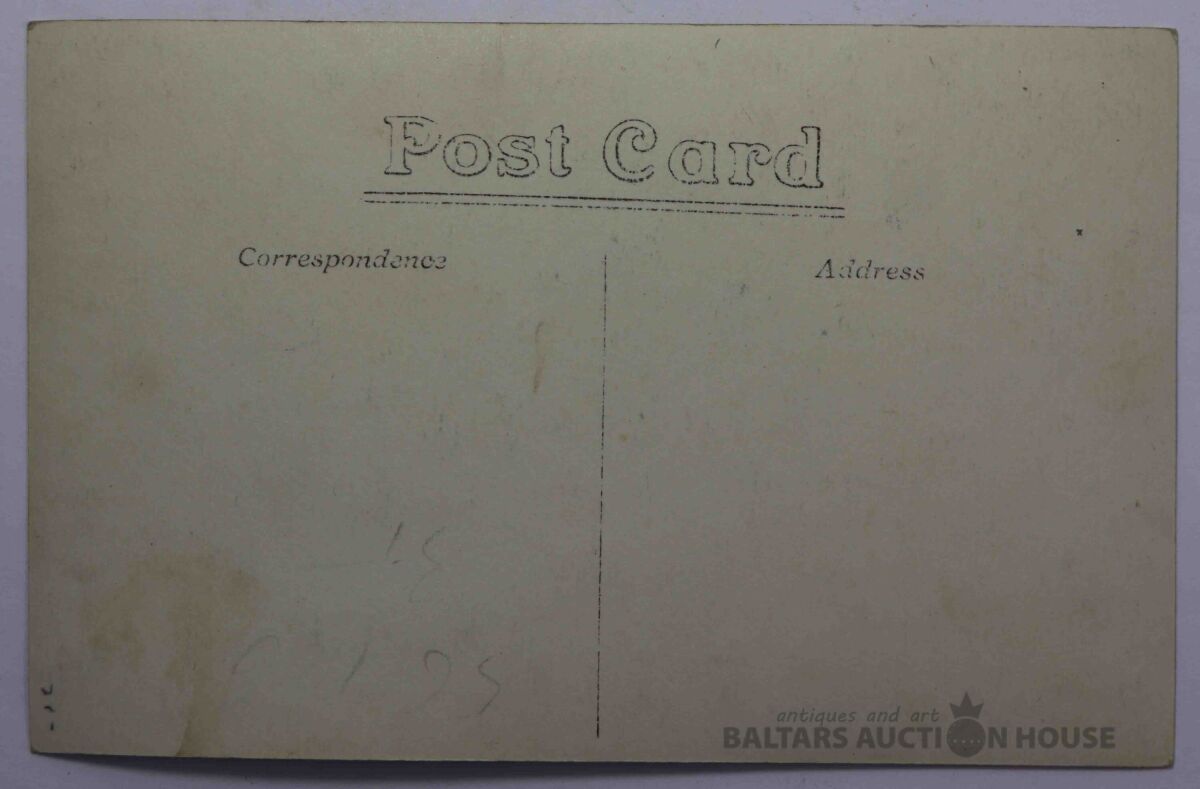 Post Card
Correspondence
Address
antiques and art
BALTARS AUCTION HOUSE